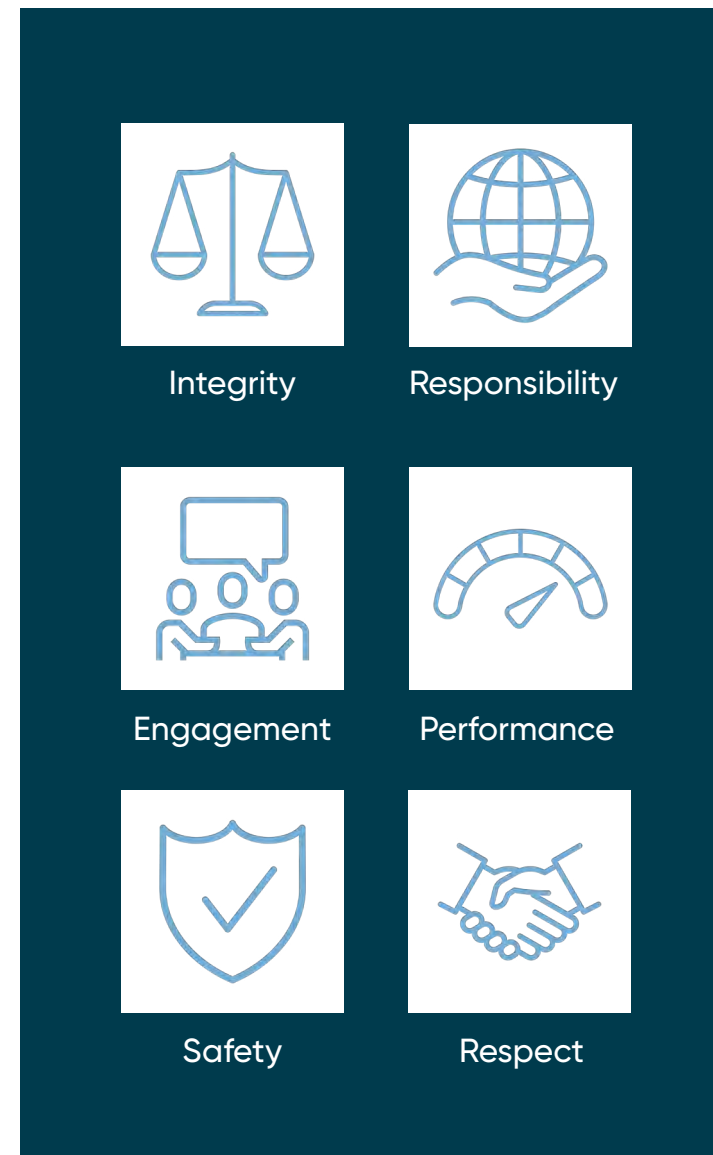 Integrity
Responsibility
Engagement
Performance
Safety
Respect